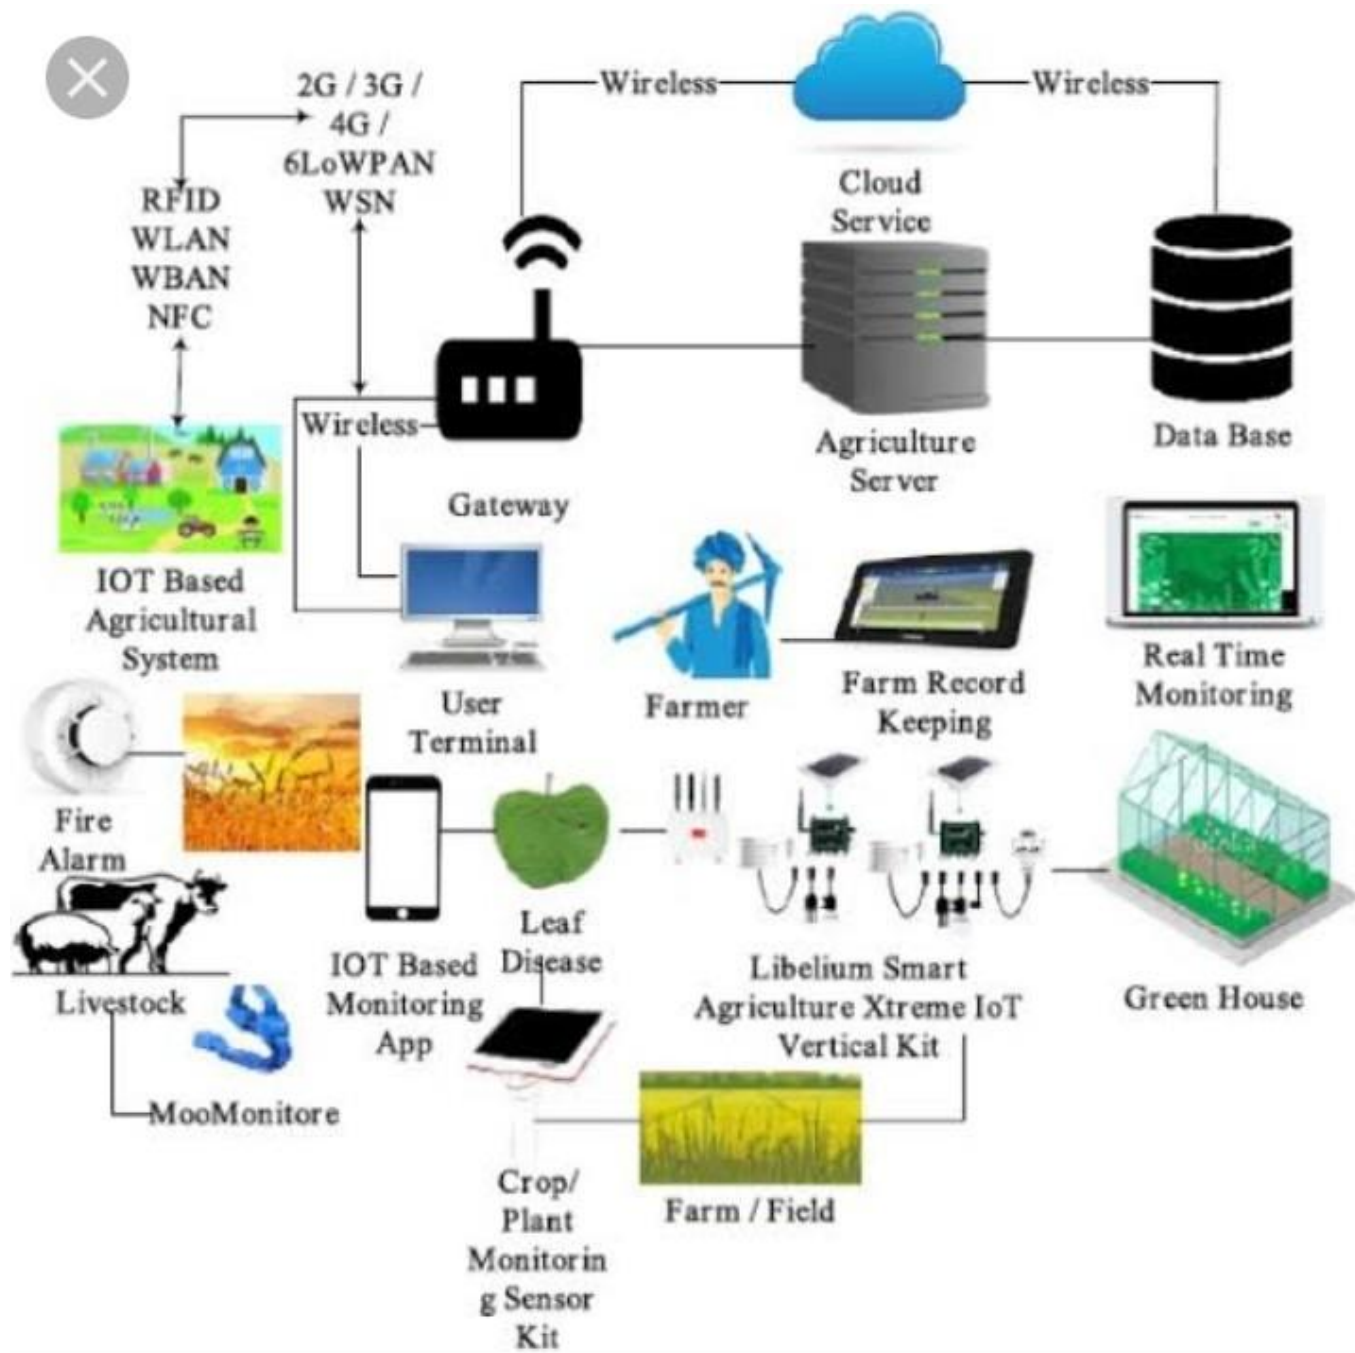 2G / 3G /
4G /
6LoWPAN
WSN
Wireless
Wireless
RFID
WLAN
WBAN
NFC
Cloud
Service
Wireless
Gateway
Agriculture
Server
Data Base
IOT Based
Agricultural
System
User
Terminal
Farmer
Farm Record
Keeping
Real Time
Monitoring
Fire
Alarm
Livestock
MooMonitore
IOT Based
Monitoring
App
Leaf
Disease
Libelium Smart
Agriculture Xtreme IoT
Vertical Kit
Green House
Crop/
Plant
Monitorin
g Sensor
Kit
Farm / Field